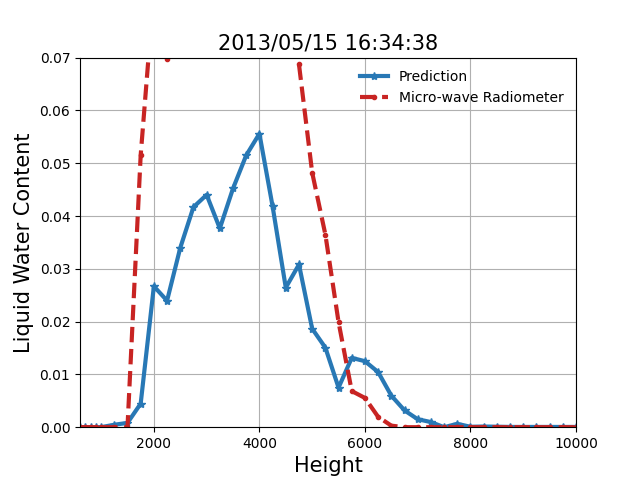 2013/05/15 16:34:38
Prediction
Micro-wave Radiometer
Liquid Water Content
0.07
0.06
0.05
0.04
0.03
0.02
0.01
0.00
2000 4000 6000 8000 10000
Height